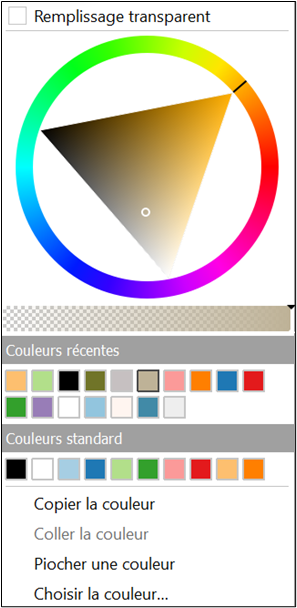 Remplissage transparent
Couleurs récentes
Couleurs standard
Copier la couleur
Coller la couleur
Piocher une couleur
Choisir la couleur...